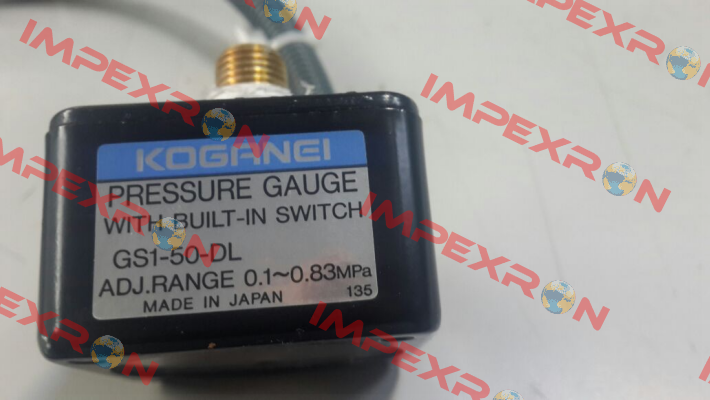 IMPEXRON
IMPEXRON
IMPEXRON
KOGANEI
PRESSURE GAUGE
WITH BUILT-IN SWITCH
GS1-50-DL
ADJ.RANGE 0.1~0.83MPa
MADE IN JAPAN 135
IMPEXRON
IMPEXRON
IMPEXRON